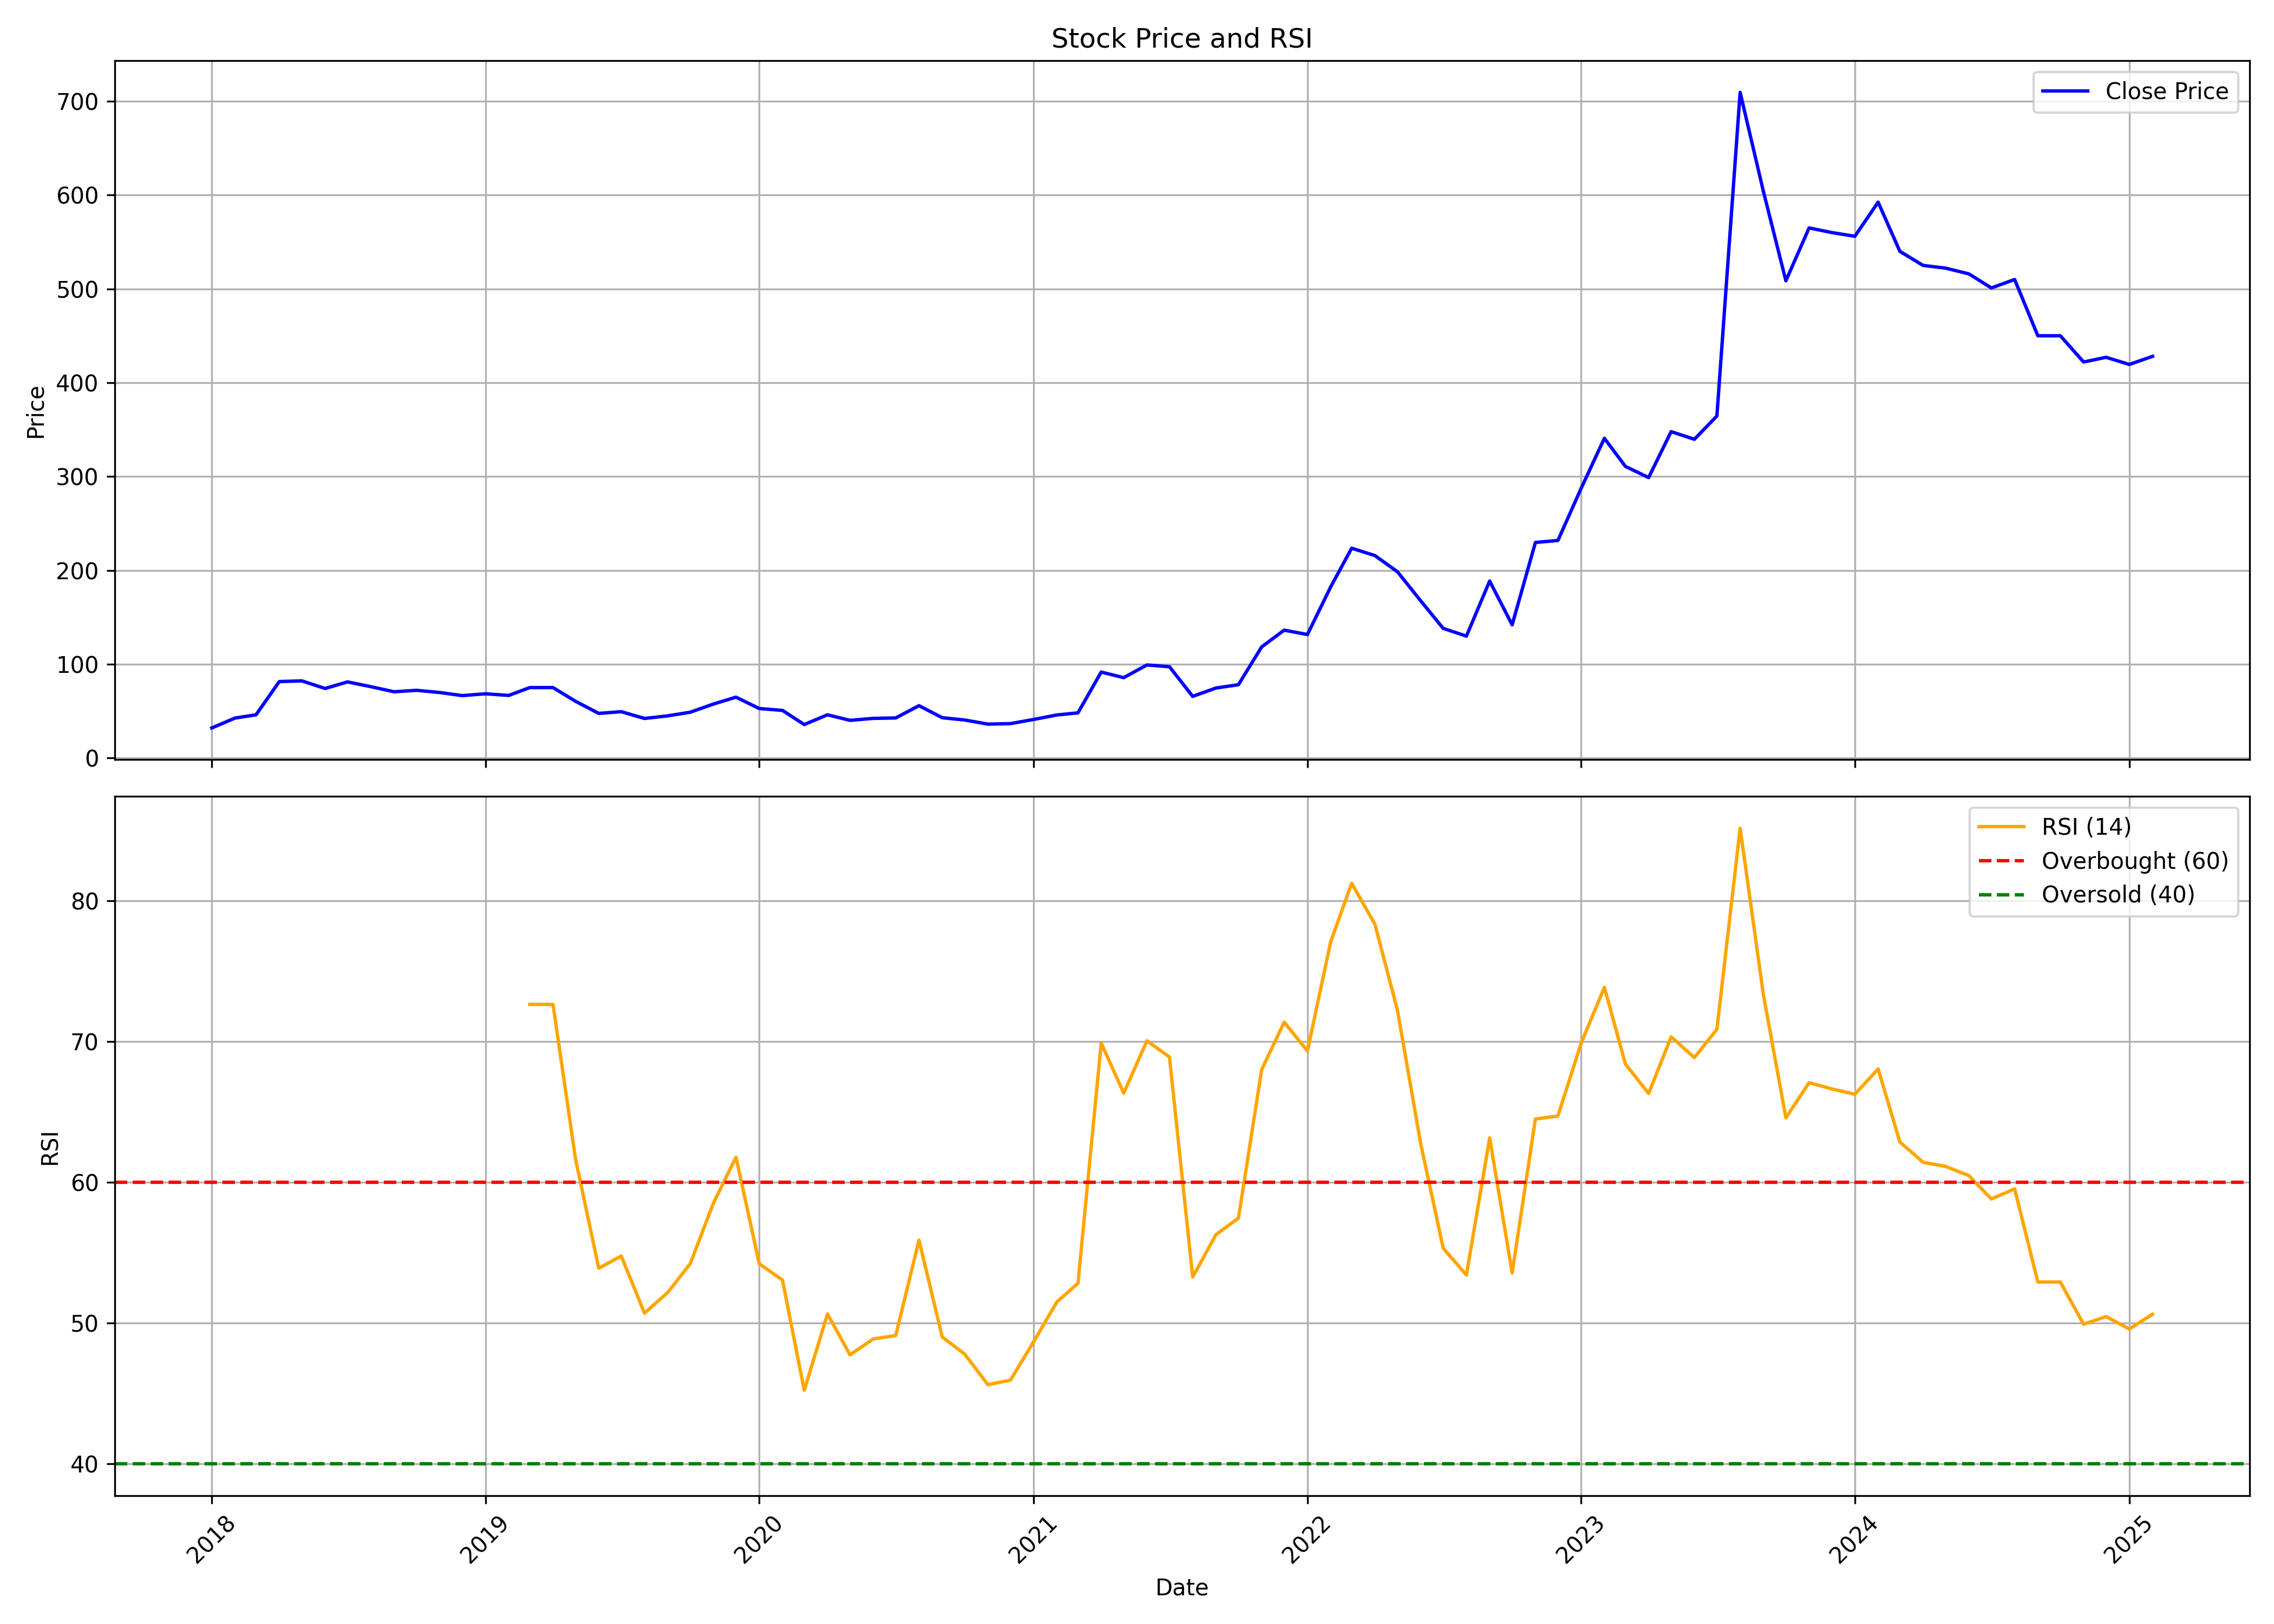 Stock Price and RSI
Close Price
700
600
500
400
300
200
100
0
Price
RSI (14)
Overbought (60)
Oversold (40)
80
70
60
50
40
RSI
2018
2019
2020
2021
2022
2023
2024
2025
Date